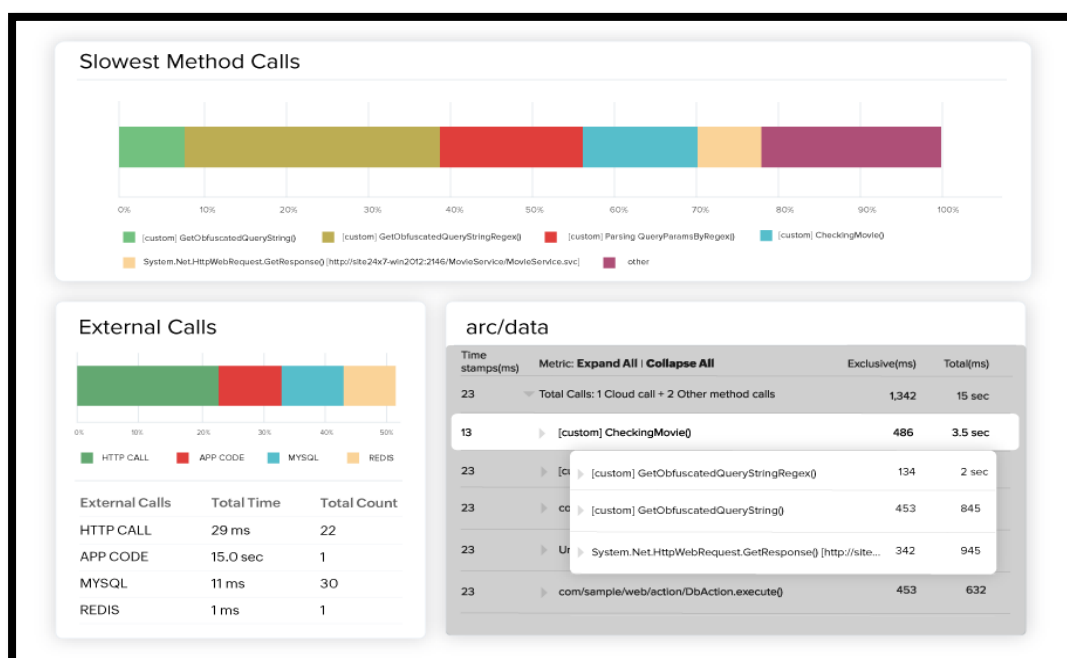 Slowest Method Calls
0% 10% 20% 30% 40% 50% 60% 70% 80% 90% 100%
[custom] GetObfuscatedQueryString() [custom] GetObfuscatedQueryStringRegex() [custom] Parsing QueryParamsByRegex() [custom] CheckingMovie()
System.Net.HttpWebRequest.GetResponse() [http://site24x7-win2012:2146/MovieService/MovieService.svc] other
External Calls
0% 10% 20% 30% 40% 50%
HTTP CALL APP CODE MYSQL REDIS
External Calls Total Time Total Count
HTTP CALL 29 ms 22
APP CODE 15.0 sec 1
MYSQL 11 ms 30
REDIS 1 ms 1
arc/data
Time
stamps(ms) Metric: Expand All | Collapse All Exclusive(ms) Total(ms)
23 Total Calls: 1 Cloud call + 2 Other method calls 1,342 15 sec
13 [custom] CheckingMovie() 486 3.5 sec
23 [custom] GetObfuscatedQueryStringRegex() 134 2 sec
23 co [custom] GetObfuscatedQueryString() 453 845
23 System.Net.HttpWebRequest.GetResponse() [http://site... 342 945
23 com/sample/web/action/DbAction.execute() 453 632